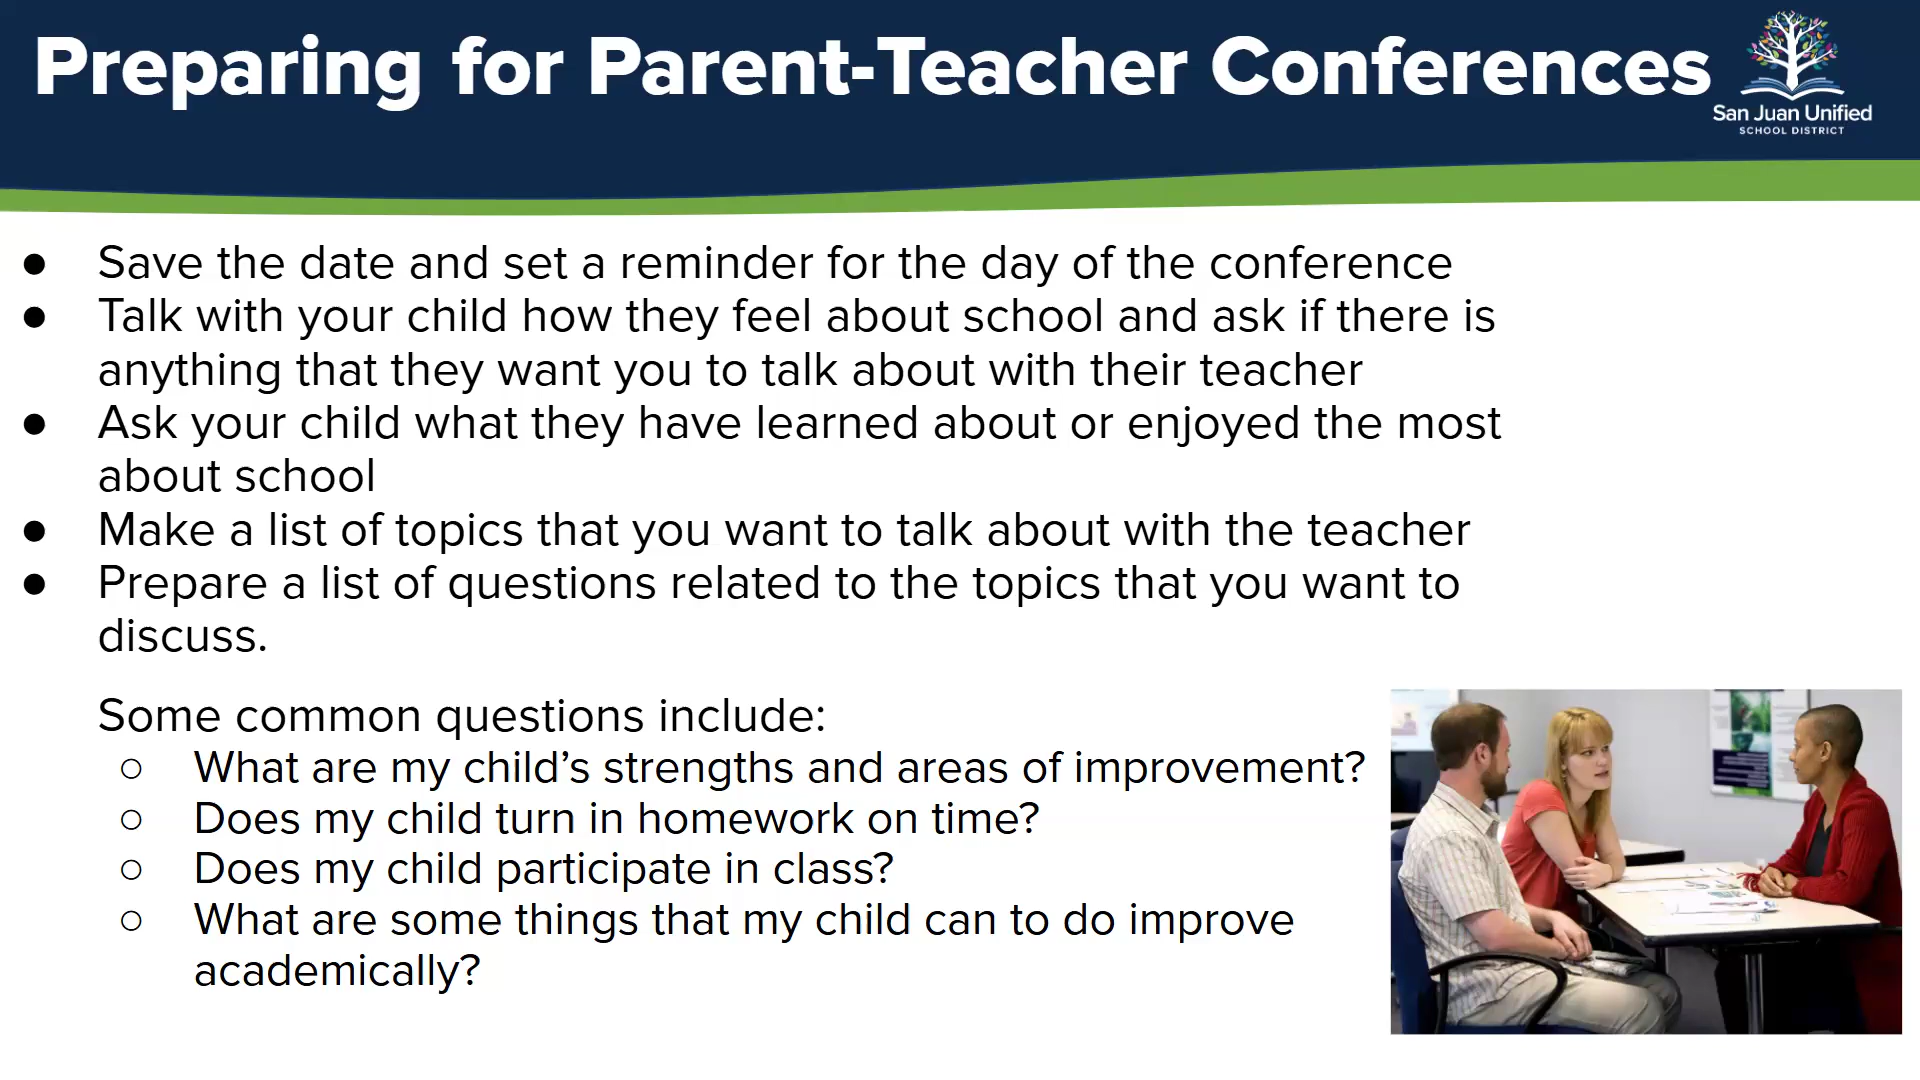 Preparing for Parent-Teacher Conferences
San Juan Unified
SCHOOL DISTRICT
● Save the date and set a reminder for the day of the conference
● Talk with your child how they feel about school and ask if there is
anything that they want you to talk about with their teacher
● Ask your child what they have learned about or enjoyed the most
about school
● Make a list of topics that you want to talk about with the teacher
● Prepare a list of questions related to the topics that you want to
discuss.
Some common questions include:
○ What are my child’s strengths and areas of improvement?
○ Does my child turn in homework on time?
○ Does my child participate in class?
○ What are some things that my child can to do improve
academically?